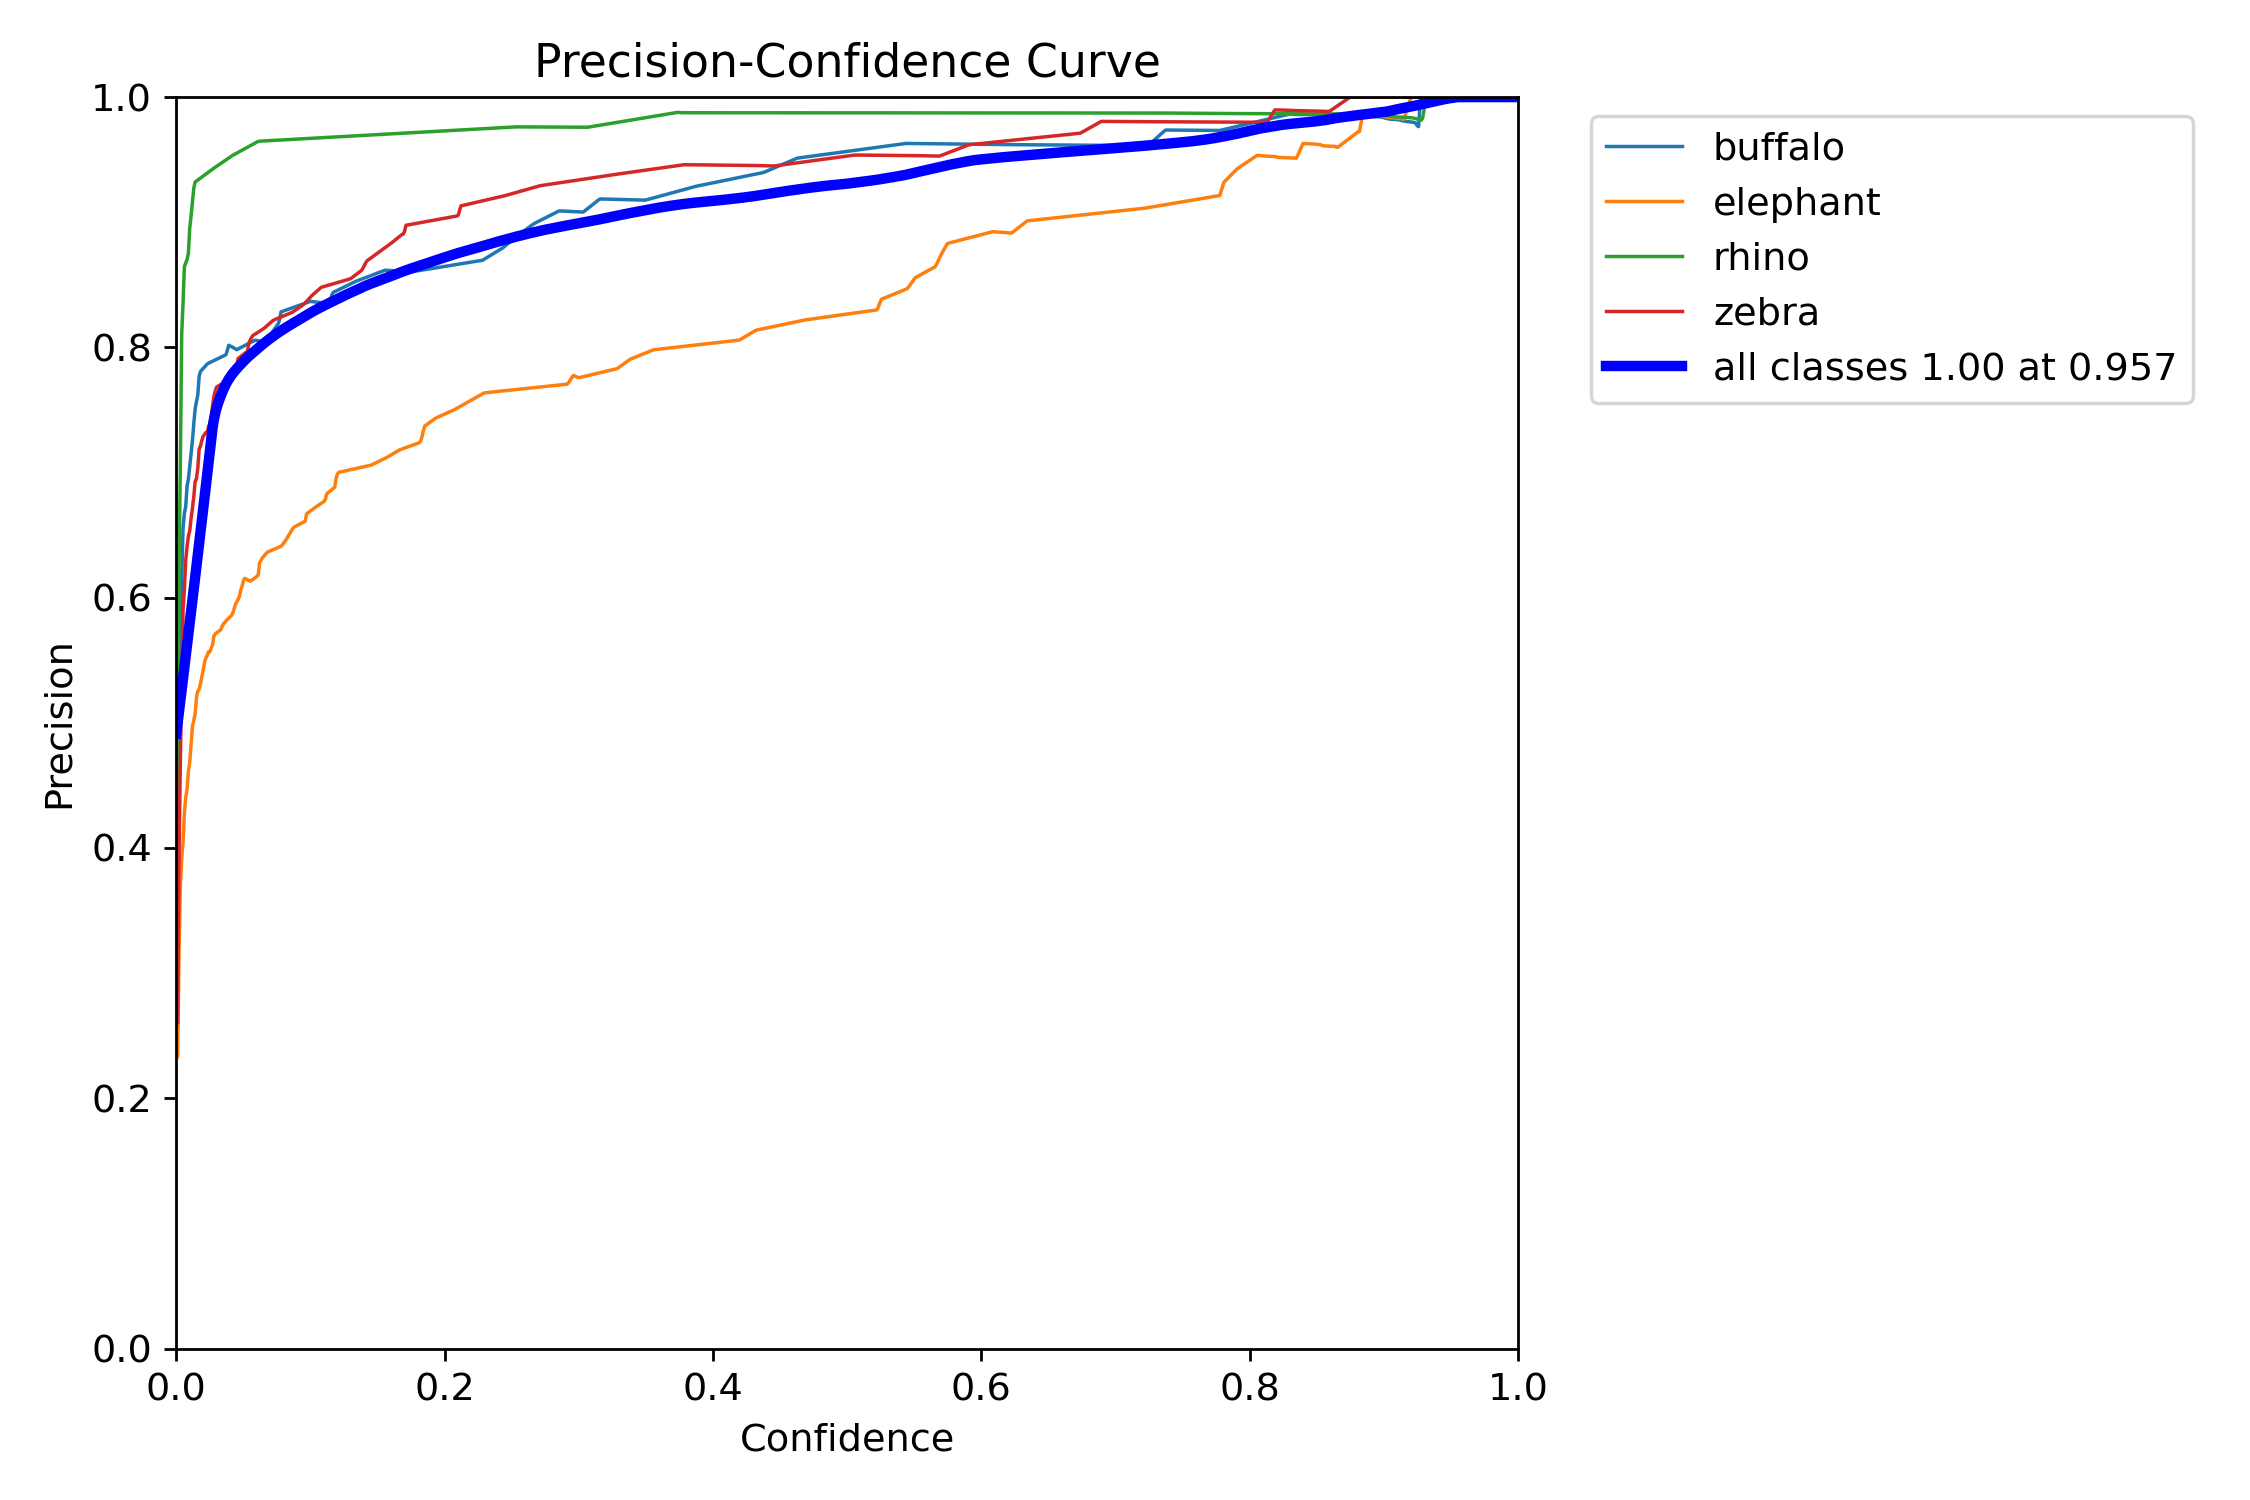 Precision-Confidence Curve
1.0
0.8
0.6
0.4
0.2
0.0
Precision
0.0 0.2 0.4 0.6 0.8 1.0
Confidence
buffalo
elephant
rhino
zebra
all classes 1.00 at 0.957